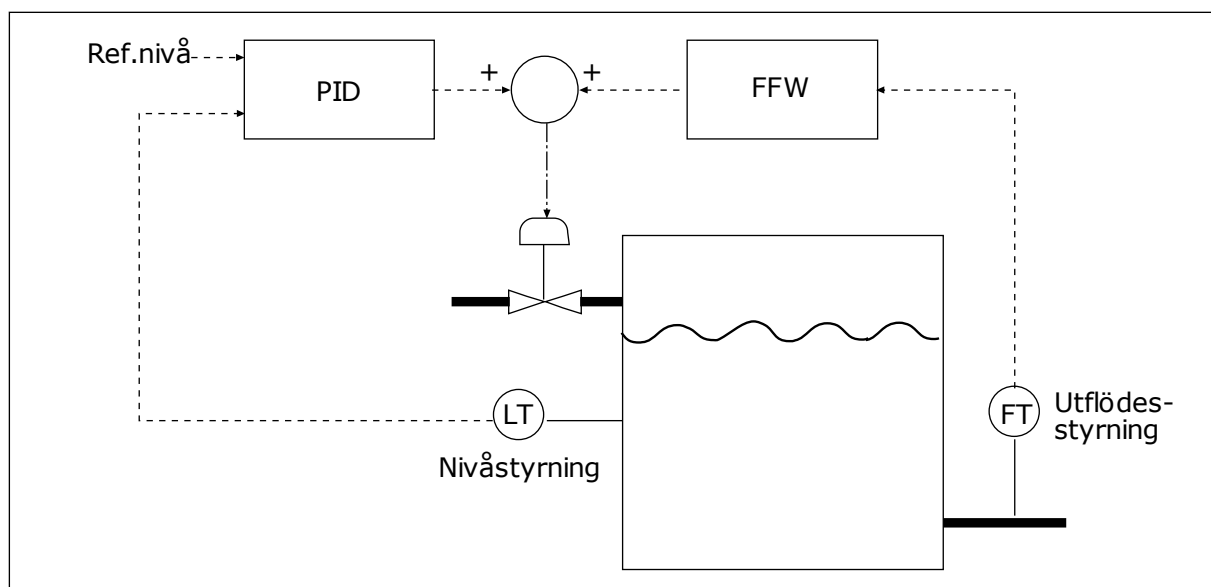 Ref.nivå
PID
+
+
FFW
LT
Nivåstyrning
FT
Utflödes-
styrning